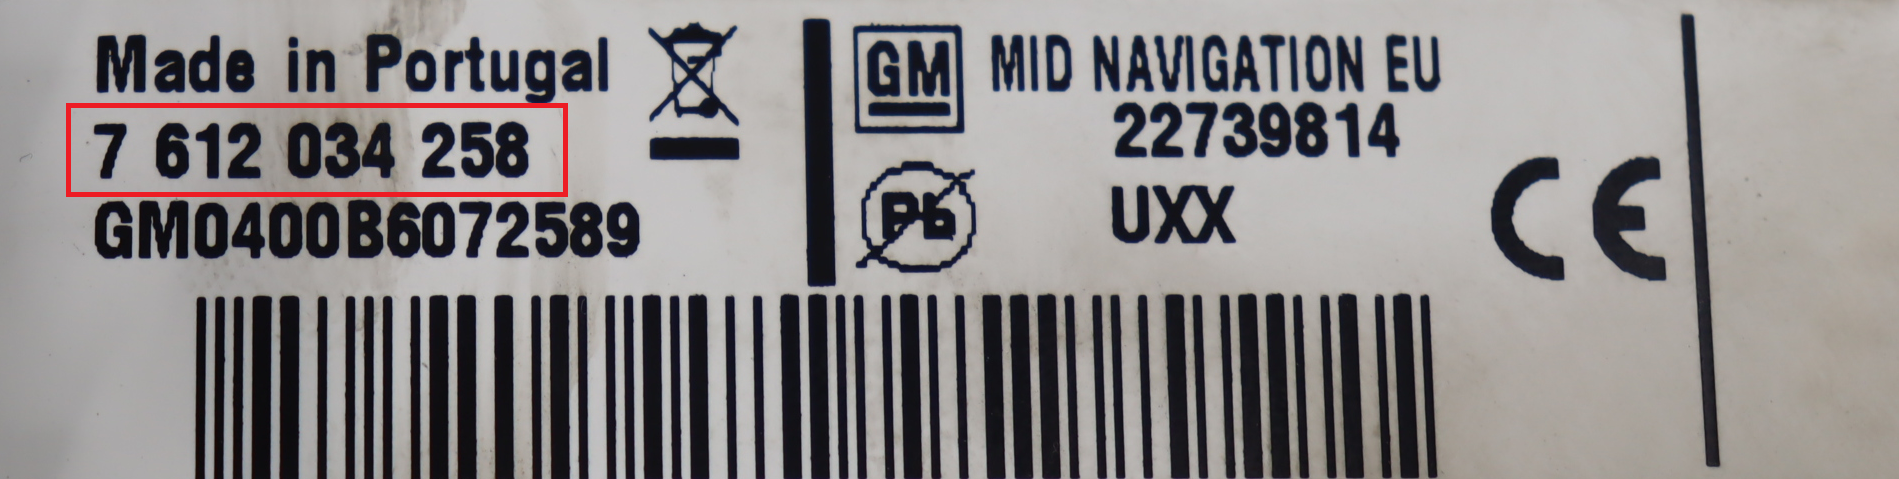 Made in Portugal
7 612 034 258
GM0400B6072589
GM
MID NAVIGATION EU
22739814
Pb
UXX
CE